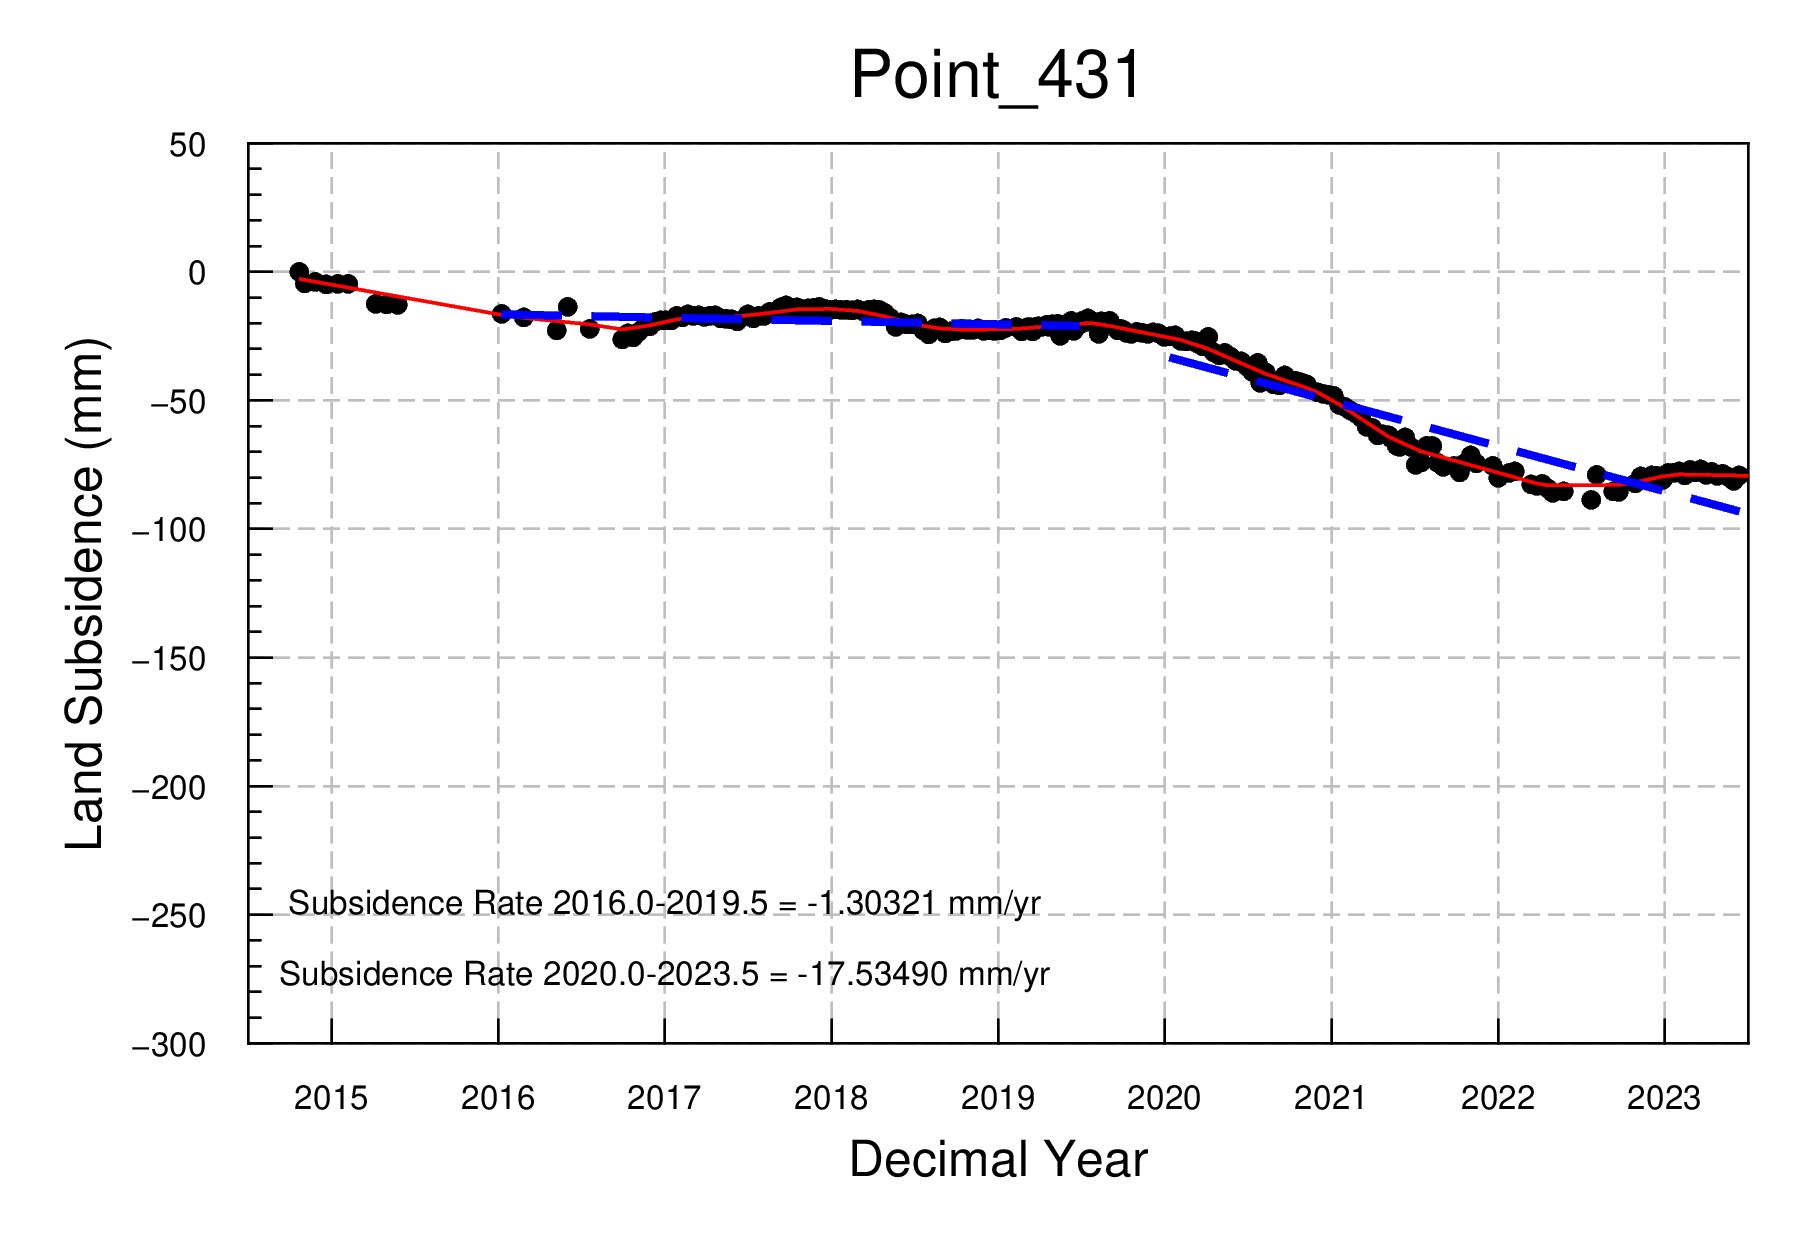 Point_431
50
0
−50
−100
−150
−200
−250
−300
Land Subsidence (mm)
Subsidence Rate 2016.0-2019.5 = -1.30321 mm/yr
Subsidence Rate 2020.0-2023.5 = -17.53490 mm/yr
2015 2016 2017 2018 2019 2020 2021 2022 2023
Decimal Year